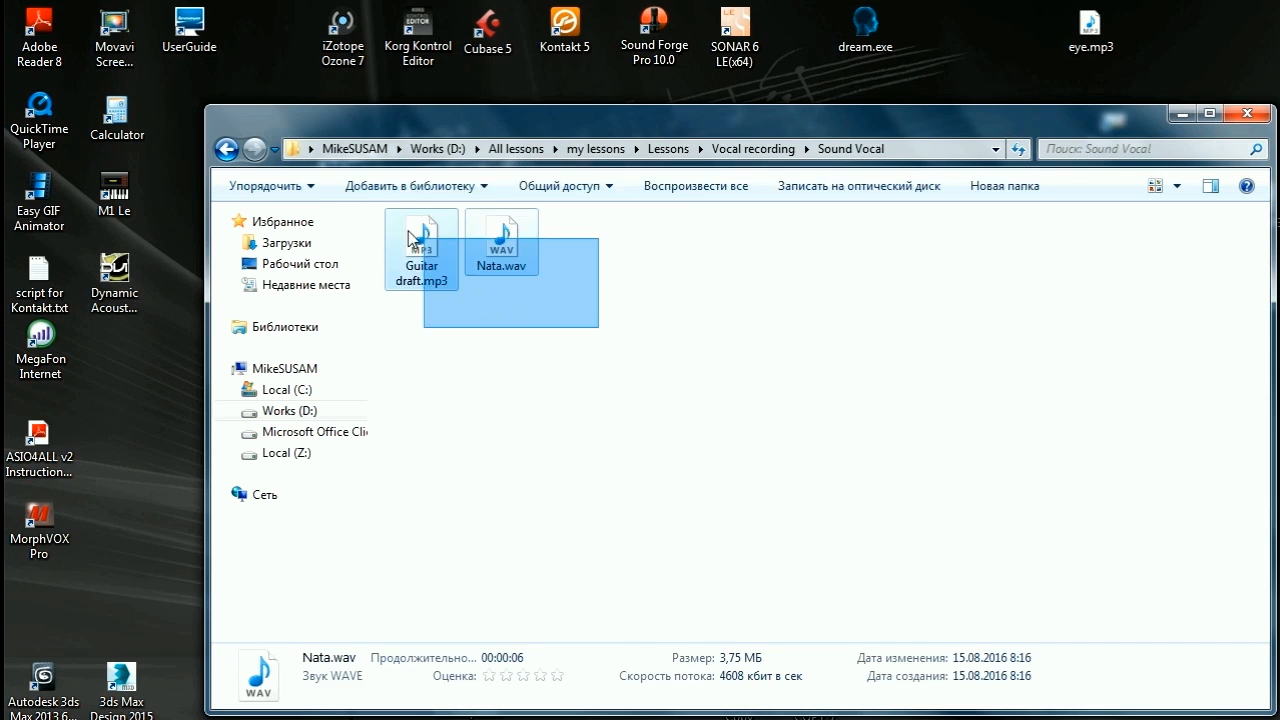 Adobe
Reader 8
Movavi
Scree...
UserGuide
iZotope
Ozone 7
Korg Kontrol
Editor
Cubase 5
Kontakt 5
Sound Forge
Pro 10.0
SONAR 6
LE(x64)
dream.exe
eye.mp3
QuickTime
Player
Calculator
Easy GIF
Animator
M1 Le
script for
Kontakt.txt
Dynamic
Acoust...
MegaFon
Internet
ASIO4ALL v2
Instruction...
MorphVOX
Pro
Autodesk 3ds
Max 2013 6...
3ds Max
Design 2015
MikeSUSAM Works (D:) All lessons my lessons Lessons Vocal recording Sound Vocal
Поиск: Sound Vocal
Упорядочить Добавить в библиотеку Общий доступ Воспроизвести все Записать на оптический диск Новая папка
Избранное
Загрузки
Рабочий стол
Недавние места
Библиотеки
MikeSUSAM
Local (C:)
Works (D:)
Microsoft Office Cli
Local (Z:)
Сеть
MP3
Guitar
draft.mp3
WAV
Nata.wav
WAV
Nata.wav Продолжительно... 00:00:06 Размер: 3,75 МБ Дата изменения: 15.08.2016 8:16
Звук WAVE Оценка: Скорость потока: 4608 кбит в сек Дата создания: 15.08.2016 8:16